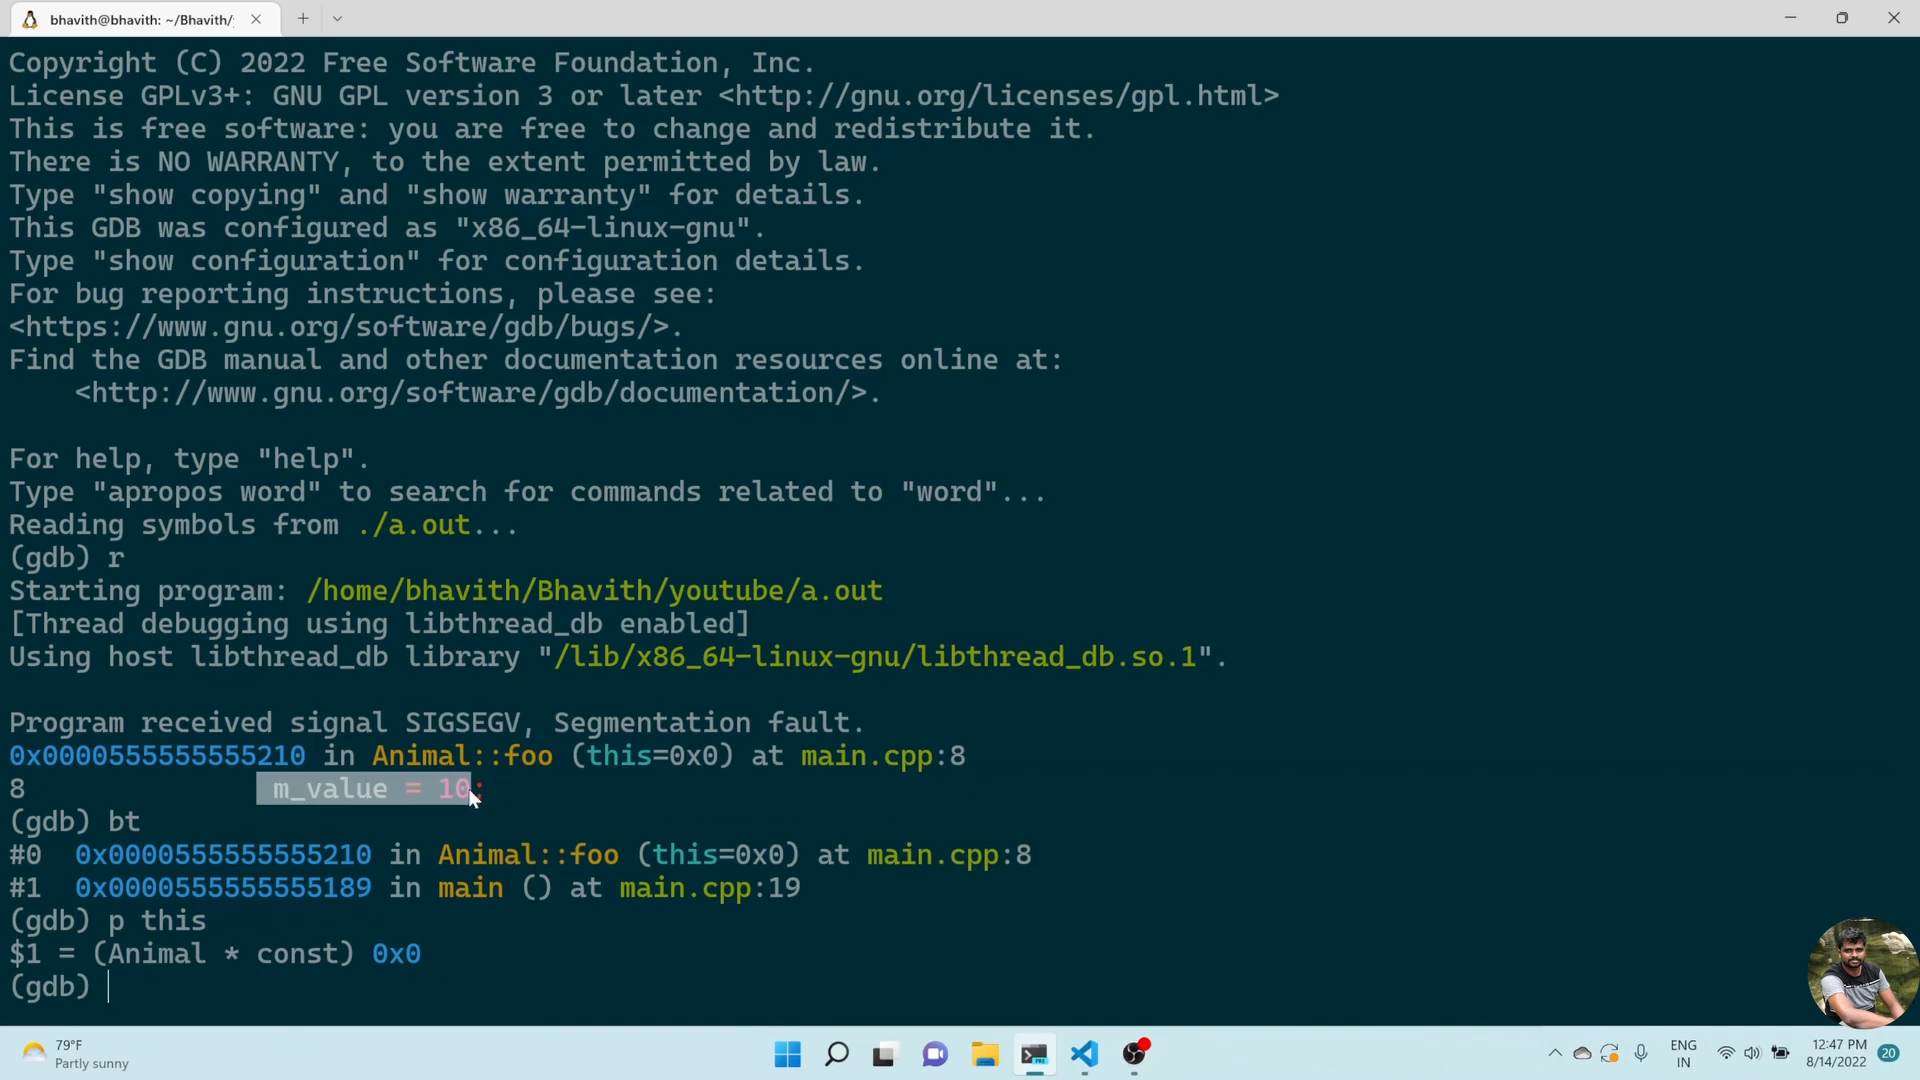 bhavith@bhavith: ~/Bhavith/
Copyright (C) 2022 Free Software Foundation, Inc.
License GPLv3+: GNU GPL version 3 or later <http://gnu.org/licenses/gpl.html>
This is free software: you are free to change and redistribute it.
There is NO WARRANTY, to the extent permitted by law.
Type "show copying" and "show warranty" for details.
This GDB was configured as "x86_64-linux-gnu".
Type "show configuration" for configuration details.
For bug reporting instructions, please see:
<https://www.gnu.org/software/gdb/bugs/>.
Find the GDB manual and other documentation resources online at:
<http://www.gnu.org/software/gdb/documentation/>.
For help, type "help".
Type "apropos word" to search for commands related to "word"...
Reading symbols from ./a.out...
(gdb) r
Starting program: /home/bhavith/Bhavith/youtube/a.out
[Thread debugging using libthread_db enabled]
Using host libthread_db library "/lib/x86_64-linux-gnu/libthread_db.so.1".
Program received signal SIGSEGV, Segmentation fault.
0x0000555555555210 in Animal::foo (this=0x0) at main.cpp:8
8 m_value = 10;
(gdb) bt
#0 0x0000555555555210 in Animal::foo (this=0x0) at main.cpp:8
#1 0x0000555555555189 in main () at main.cpp:19
(gdb) p this
$1 = (Animal * const) 0x0
(gdb)
79°F
Partly sunny
PRE
ENG
IN
12:47 PM
8/14/2022
20